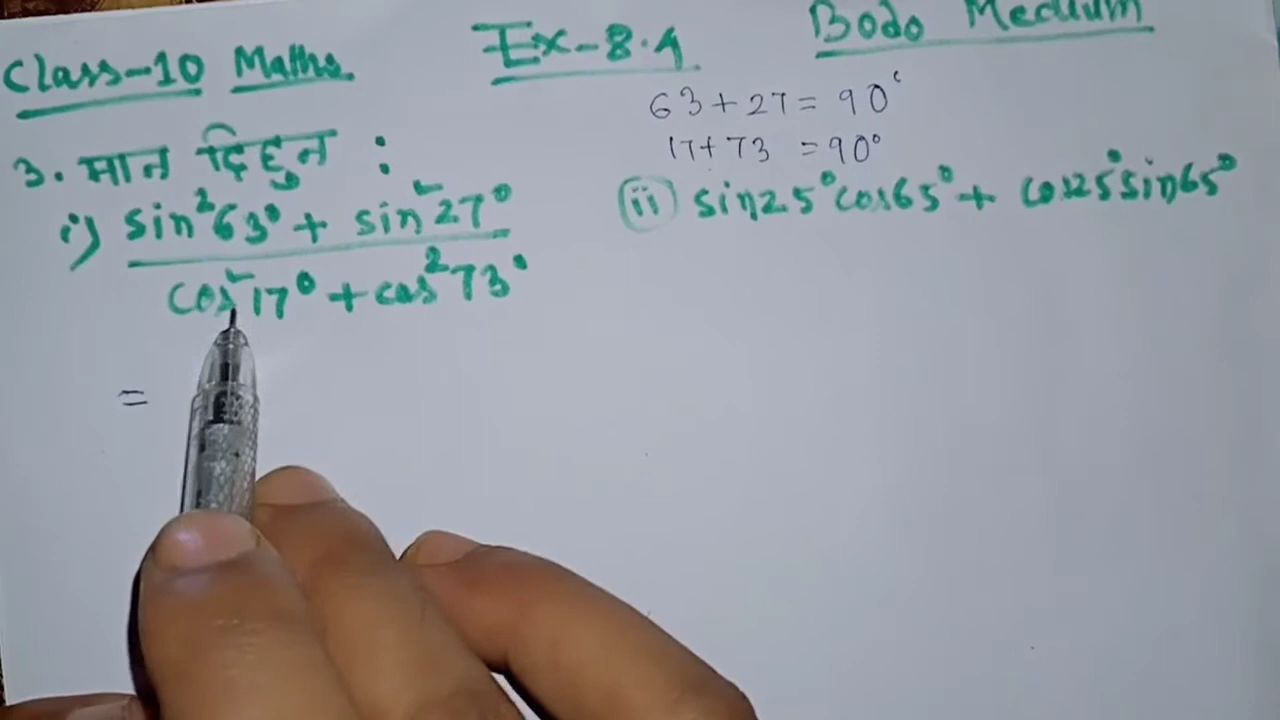 Class-10 Maths.
Ex-8.4
Bodo Medium
63+27=90°
17+73 =90°
3. मान दिहुन :
i) sin²63° + sin²27°
cos²17° + cos²73°
(ii) sin25°cos65° + cos25°sin65°
=